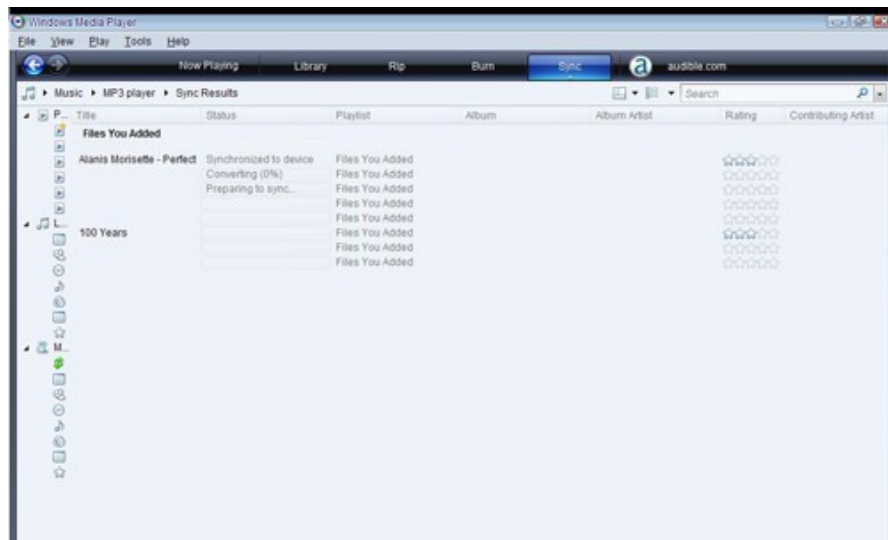 Windows Media Player
File View Play Tools Help
Now Playing Library Rip Burn Sync a audible.com
Music MP3 player Sync Results Search
P... Title Status Playlist Album Album Artist Rating Contributing Artist
Files You Added
Alanis Morisette - Perfect Synchronized to device Files You Added
Converting (0%) Files You Added
Preparing to sync... Files You Added
Files You Added
Files You Added
L...
100 Years Files You Added
Files You Added
Files You Added
M...